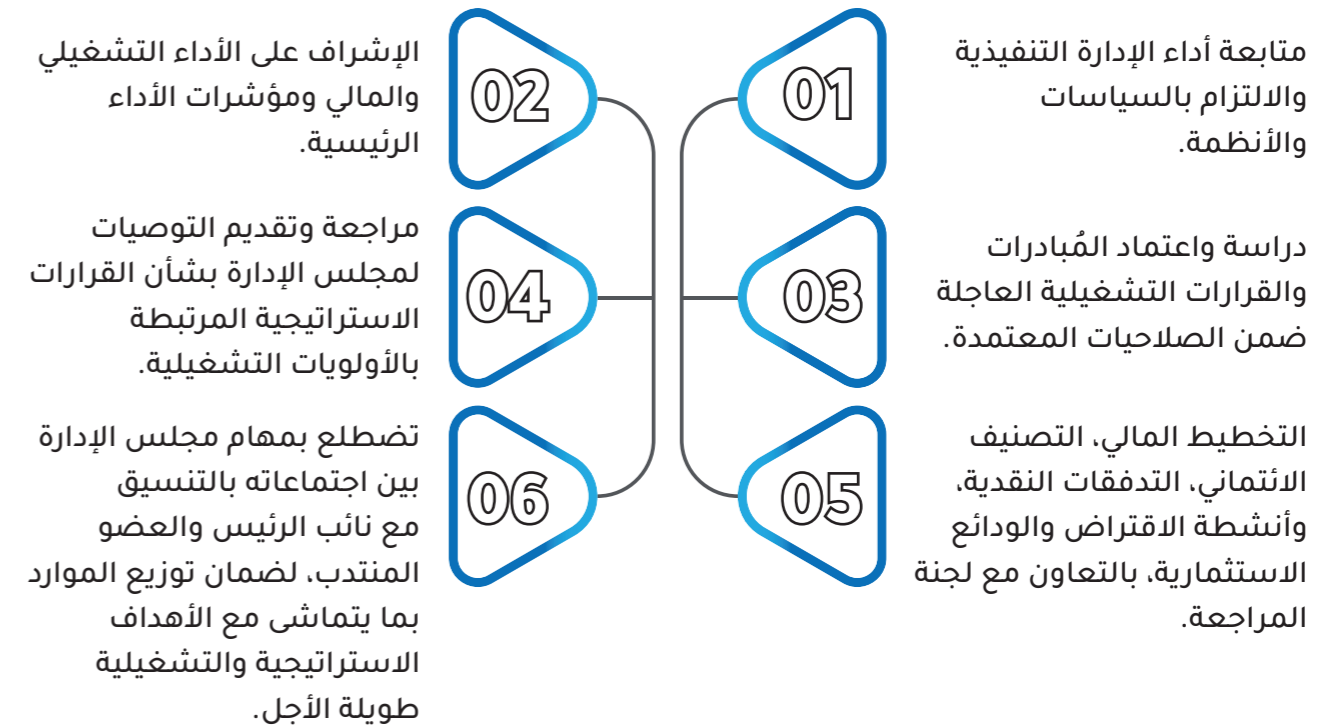 01
متابعة أداء الإدارة التنفيذية
والالتزام بالسياسات
والأنظمة.
02
الإشراف على الأداء التشغيلي
والمالي ومؤشرات الأداء
الرئيسية.
03
دراسة واعتماد المُبادرات
والقرارات التشغيلية العاجلة
ضمن الصلاحيات المعتمدة.
04
مراجعة وتقديم التوصيات
لمجلس الإدارة بشأن القرارات
الاستراتيجية المرتبطة
بالأولويات التشغيلية.
05
التخطيط المالي، التصنيف
الائتماني، التدفقات النقدية،
وأنشطة الاقتراض والودائع
الاستثمارية، بالتعاون مع لجنة
المراجعة.
06
تضطلع بمهام مجلس الإدارة
بين اجتماعاته بالتنسيق
مع نائب الرئيس والعضو
المنتدب، لضمان توزيع الموارد
بما يتماشى مع الأهداف
الاستراتيجية والتشغيلية
طويلة الأجل.